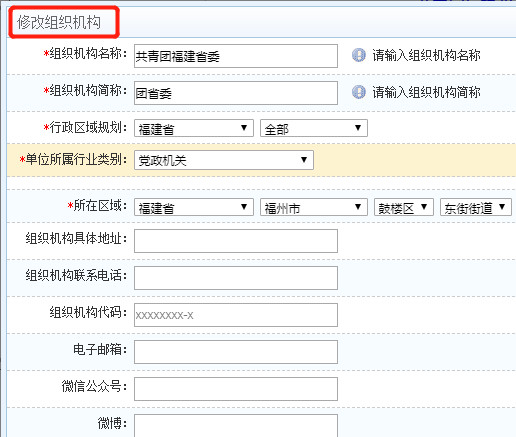 修改组织机构
*组织机构名称： 共青团福建省委 请输入组织机构名称
*组织机构简称： 团省委 请输入组织机构简称
*行政区域规划： 福建省 全部
*单位所属行业类别： 党政机关
*所在区域： 福建省 福州市 鼓楼区 东街街道
组织机构具体地址：
组织机构联系电话：
组织机构代码： xxxxxxxx-x
电子邮箱：
微信公众号：
微博：